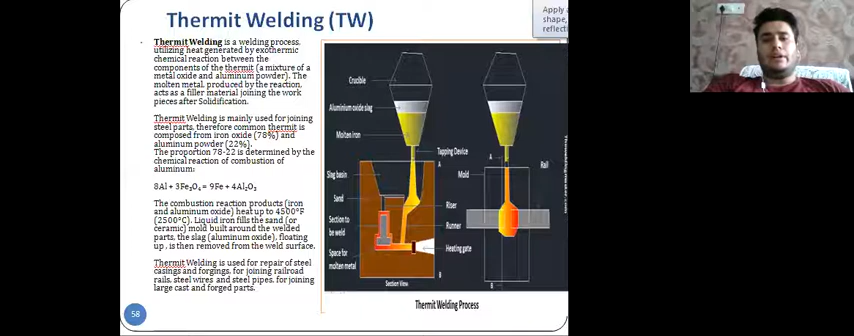 Thermit Welding (TW)
Apply a
shape,
reflecti
Thermit Welding is a welding process,
utilizing heat generated by exothermic
chemical reaction between the
components of the thermit (a mixture of a
metal oxide and aluminum powder). The
molten metal, produced by the reaction,
acts as a filler material joining the work
pieces after Solidification.
Thermit Welding is mainly used for joining
steel parts, therefore common thermit is
composed from iron oxide (78%) and
aluminum powder (22%).
The proportion 78-22 is determined by the
chemical reaction of combustion of
aluminum:
8Al + 3Fe₃O₄ = 9Fe + 4Al₂O₃
The combustion reaction products (iron
and aluminum oxide) heat up to 4500°F
(2500°C). Liquid iron fills the sand (or
ceramic) mold built around the welded
parts, the slag (aluminum oxide), floating
up , is then removed from the weld surface.
Thermit Welding is used for repair of steel
casings and forgings, for joining railroad
rails, steel wires and steel pipes, for joining
large cast and forged parts.
58
Crucible
Aluminium oxide slag
Molten iron
Tapping Device
A
Slag basin
Sand
Section to
be weld
Space for
molten metal
Riser
Runner
Heating gate
B
Section View
A
Rail
Mold
B
Thermit Welding Process